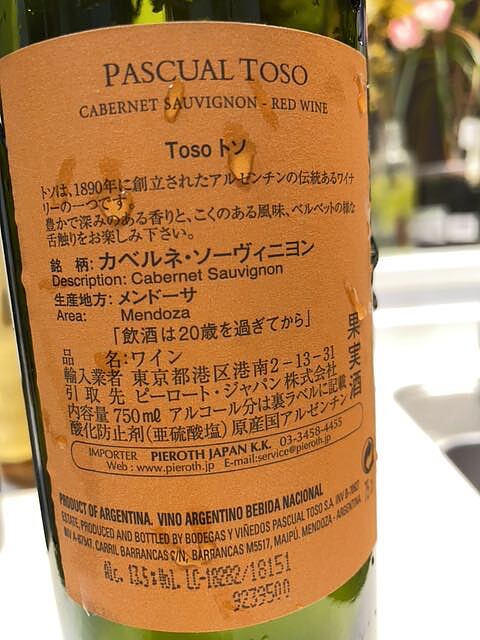 PASCUAL TOSO
CABERNET SAUVIGNON - RED WINE
Toso トソ
トソは、1890年に創立されたアルゼンチンの伝統あるワイナ
リーの一つです。
豊かで深みのある香りと、こくのある風味、ベルベットの様な
舌触りをお楽しみ下さい。
銘 柄:カベルネ・ソーヴィニヨン
Description: Cabernet Sauvignon
生産地方:メンドーサ
Area: Mendoza
「飲酒は20歳を過ぎてから」
果実酒
品 名:ワイン
輸入業者 東京都港区港南2-13-31
引取先 ピーロート・ジャパン株式会社
内容量 750mℓ アルコール分は裏ラベルに記載
酸化防止剤(亜硫酸塩) 原産国アルゼンチン
IMPORTER PIEROTH JAPAN K.K. 03-3458-4455
Web : www.pieroth.jp E-mail:service@pieroth.jp
PRODUCT OF ARGENTINA. VINO ARGENTINO BEBIDA NACIONAL
ESTATE, PRODUCED AND BOTTLED BY BODEGAS Y VIÑEDOS PASCUAL TOSO S.A. INV B-
INV A-67947, CARRIL BARRANCAS C/N, BARRANCAS M5517, MAIPÚ. MENDOZA - ARGENTINA.
Alc. 13.5%Vol. LC-18282/18151
9239500